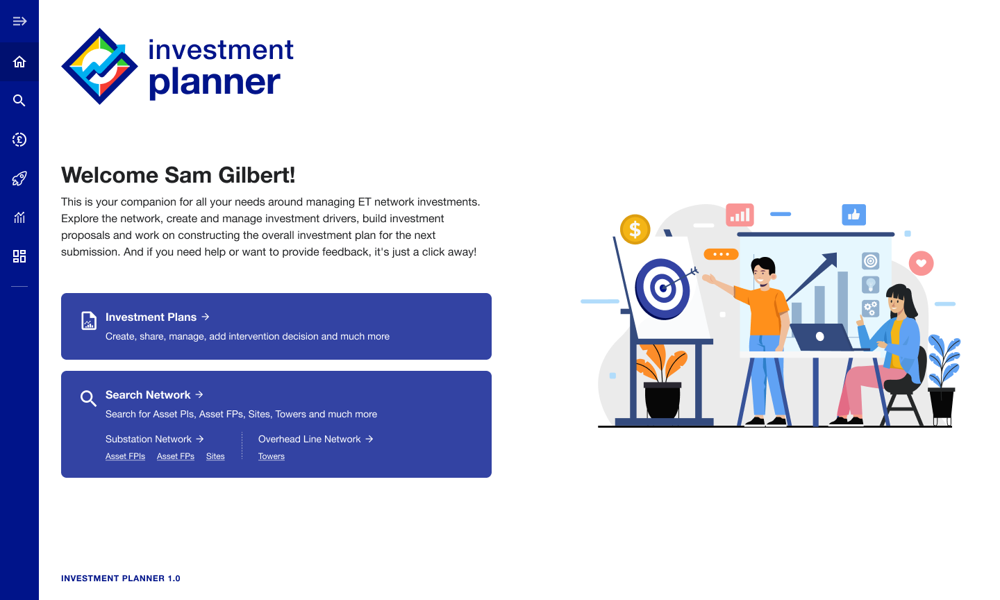 investment
planner
Welcome Sam Gilbert!
This is your companion for all your needs around managing ET network investments.
Explore the network, create and manage investment drivers, build investment
proposals and work on constructing the overall investment plan for the next
submission. And if you need help or want to provide feedback, it's just a click away!
Investment Plans →
Create, share, manage, add intervention decision and much more
Search Network →
Search for Asset PIs, Asset FPs, Sites, Towers and much more
Substation Network →
Asset FPIs Asset FPs Sites
Overhead Line Network →
Towers
INVESTMENT PLANNER 1.0